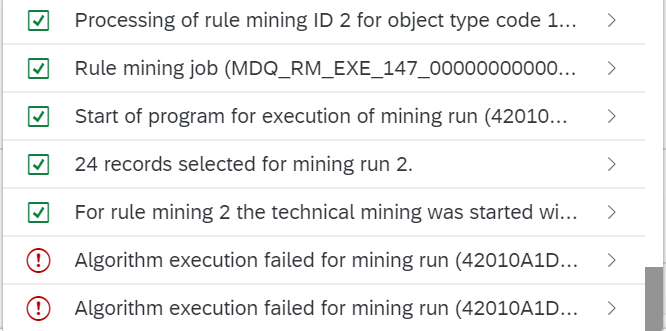 Processing of rule mining ID 2 for object type code 1...
Rule mining job (MDQ_RM_EXE_147_00000000000...
Start of program for execution of mining run (42010...
24 records selected for mining run 2.
For rule mining 2 the technical mining was started wi...
Algorithm execution failed for mining run (42010A1D...
Algorithm execution failed for mining run (42010A1D...